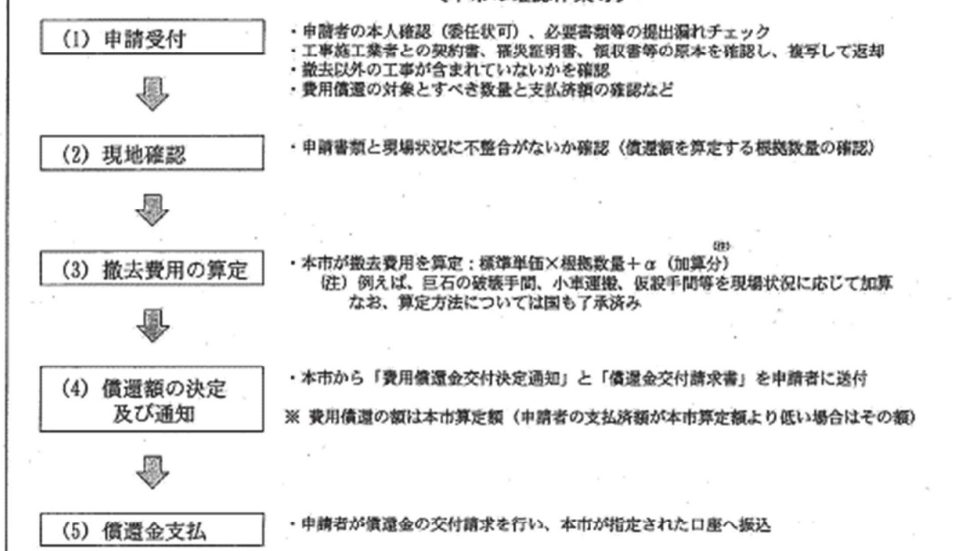 (1) 申請受付
・申請者の本人確認（委任状可）、必要書類等の提出漏れチェック
・工事施工業者との契約書、罹災証明書、領収書等の原本を確認し、複写して返却
・撤去以外の工事が含まれていないかを確認
・費用償還の対象とすべき数量と支払済額の確認など
(2) 現地確認
・申請書類と現場状況に不整合がないか確認（償還額を算定する根拠数量の確認）
(3) 撤去費用の算定
(注)
・本市が撤去費用を算定：標準単価×根拠数量＋α（加算分）
(注) 例えば、巨石の破壊手間、小車運搬、仮設手間等を現場状況に応じて加算
なお、算定方法については国も了承済み
(4) 償還額の決定
及び通知
・本市から「費用償還金交付決定通知」と「償還金交付請求書」を申請者に送付
※ 費用償還の額は本市算定額（申請者の支払済額が本市算定額より低い場合はその額）
(5) 償還金支払
・申請者が償還金の交付請求を行い、本市が指定された口座へ振込